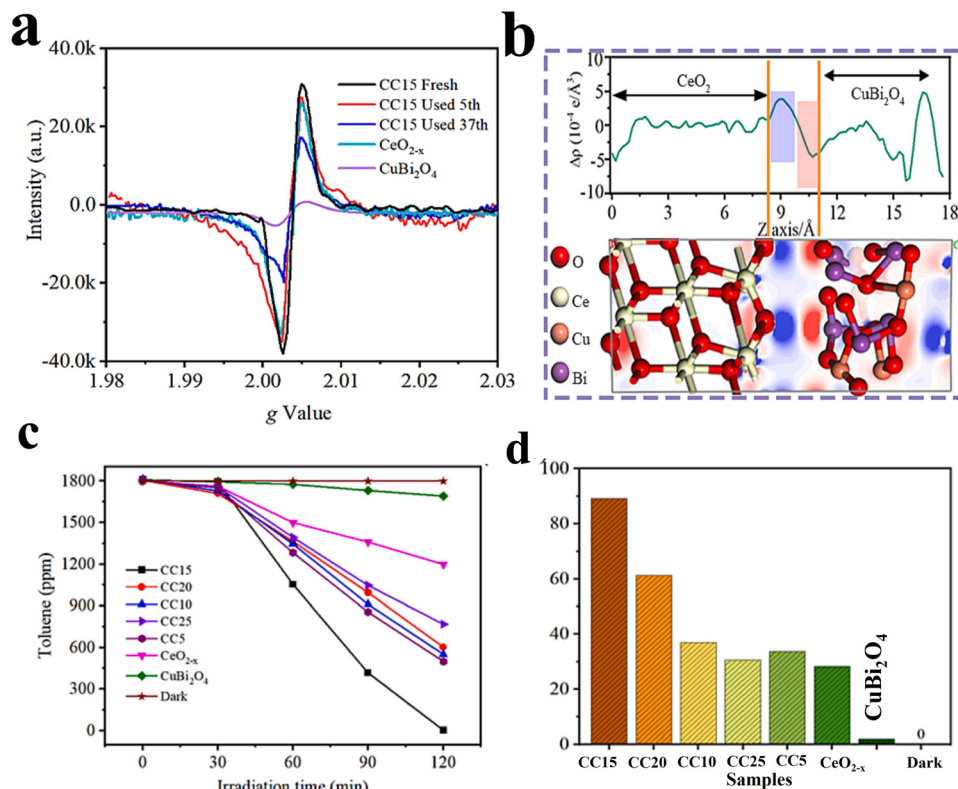 a
40.0k
20.0k
0.0
-20.0k
-40.0k
Intensity (a.u.)
CC15 Fresh
CC15 Used 5th
CC15 Used 37th
CeO₂₋ₓ
CuBi₂O₄
1.98 1.99 2.00 2.01 2.02 2.03
g Value
b
10
5
0
-5
-10
Δρ (10⁻⁴ e/Å³)
CeO₂
CuBi₂O₄
0 3 6 9 12 15 18
Z axis/Å
O
Ce
Cu
Bi
c
1800
1500
1200
900
600
300
0
Toluene (ppm)
CC15
CC20
CC10
CC25
CC5
CeO₂₋ₓ
CuBi₂O₄
Dark
0 30 60 90 120
Irradiation time (min)
d
100
80
60
40
20
0
CuBi₂O₄
0
CC15 CC20 CC10 CC25 CC5 CeO₂₋ₓ Dark
Samples